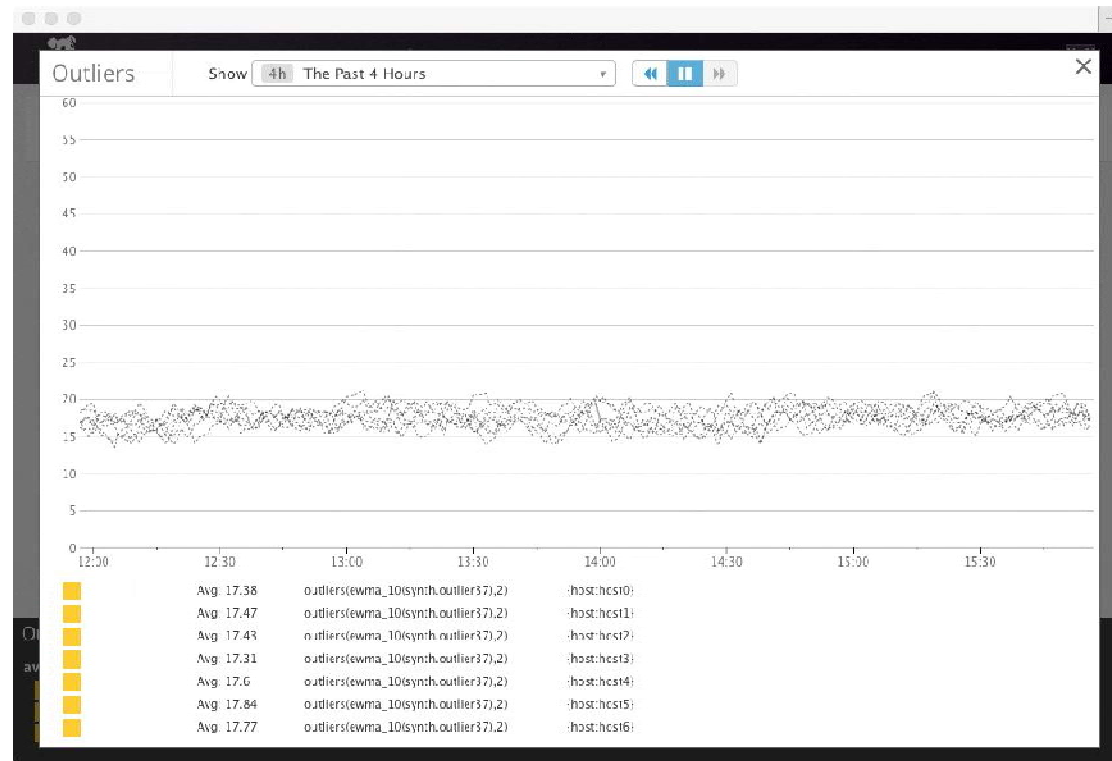 Outliers
Show 4h The Past 4 Hours
60
55
50
45
40
35
30
25
20
15
10
5
0
12:00 12:30 13:00 13:30 14:00 14:30 15:00 15:30
Avg: 17.38 outliers(ewma_10(synth.outlier37),2) {host:host0}
Avg: 17.47 outliers(ewma_10(synth.outlier37),2) {host:host1}
Avg: 17.43 outliers(ewma_10(synth.outlier37),2) {host:host2}
Avg: 17.31 outliers(ewma_10(synth.outlier37),2) {host:host3}
Avg: 17.6 outliers(ewma_10(synth.outlier37),2) {host:host4}
Avg: 17.84 outliers(ewma_10(synth.outlier37),2) {host:host5}
Avg: 17.77 outliers(ewma_10(synth.outlier37),2) {host:host6}